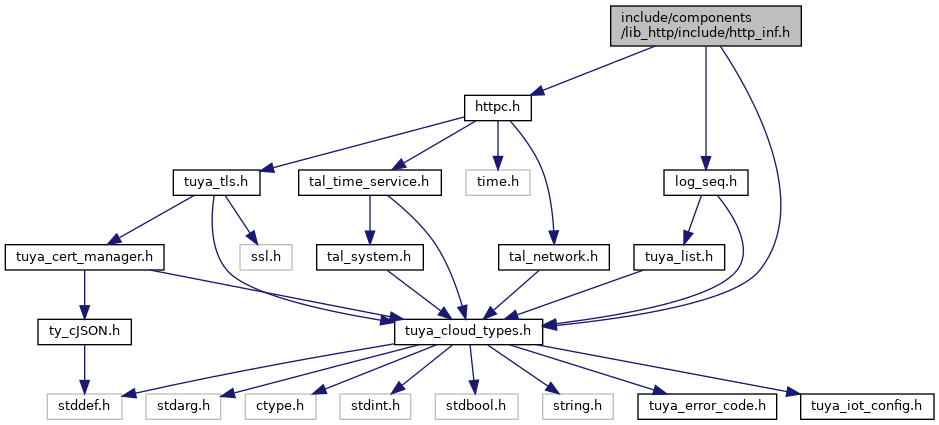 include/components
/lib_http/include/http_inf.h
httpc.h
tuya_tls.h
tal_time_service.h
time.h
log_seq.h
tuya_cert_manager.h
ssl.h
tal_system.h
tal_network.h
tuya_list.h
ty_cJSON.h
tuya_cloud_types.h
stddef.h
stdarg.h
ctype.h
stdint.h
stdbool.h
string.h
tuya_error_code.h
tuya_iot_config.h